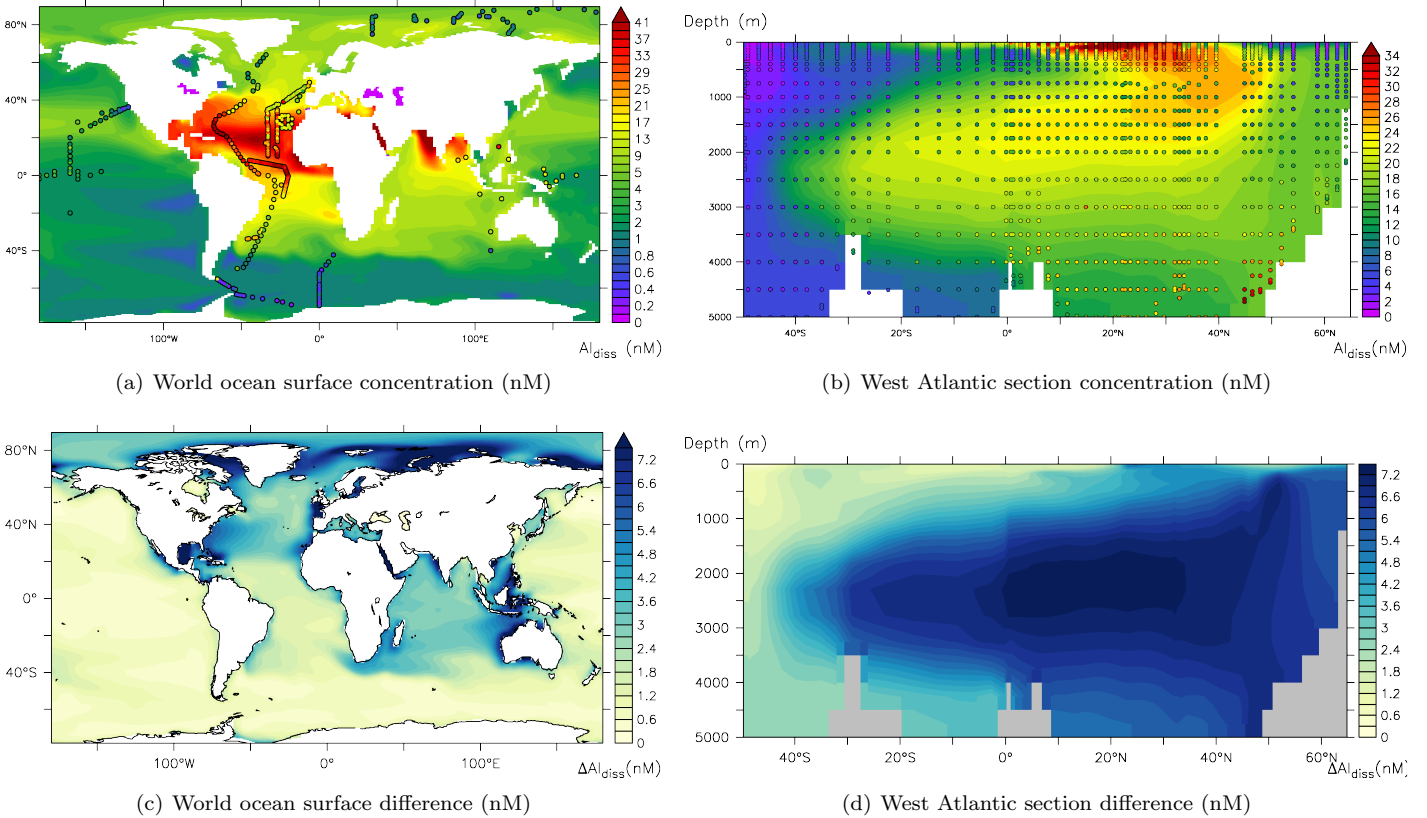 80°N
40°N
0°
40°S
100°W
0°
100°E
41
37
33
29
25
21
17
13
9
5
4
3
2
1
0.8
0.6
0.4
0.2
0
Al_diss (nM)
(a) World ocean surface concentration (nM)
Depth (m)
0
1000
2000
3000
4000
5000
40°S
20°S
0°
20°N
40°N
60°N
34
32
30
28
26
24
22
20
18
16
14
12
10
8
6
4
2
0
Al_diss(nM)
(b) West Atlantic section concentration (nM)
80°N
40°N
0°
40°S
100°W
0°
100°E
7.2
6.6
6
5.4
4.8
4.2
3.6
3
2.4
1.8
1.2
0.6
0
ΔAl_diss(nM)
(c) World ocean surface difference (nM)
Depth (m)
0
1000
2000
3000
4000
5000
40°S
20°S
0°
20°N
40°N
60°N
7.2
6.6
6
5.4
4.8
4.2
3.6
3
2.4
1.8
1.2
0.6
0
ΔAl_diss(nM)
(d) West Atlantic section difference (nM)